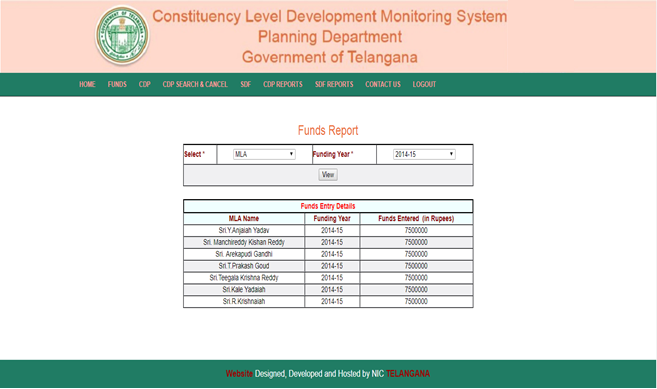 Constituency Level Development Monitoring System
Planning Department
Government of Telangana
HOME FUNDS CDP CDP SEARCH & CANCEL SDF CDP REPORTS SDF REPORTS CONTACT US LOGOUT
Funds Report
Select * MLA Funding Year * 2014-15
View
Funds Entry Details
MLA Name Funding Year Funds Entered (in Rupees)
Sri.Y.Anjaiah Yadav 2014-15 7500000
Sri. Manchireddy Kishan Reddy 2014-15 7500000
Sri. Arekapudi Gandhi 2014-15 7500000
Sri.T.Prakash Goud 2014-15 7500000
Sri.Teegala Krishna Reddy 2014-15 7500000
Sri.Kale Yadaiah 2014-15 7500000
Sri.R.Krishnaiah 2014-15 7500000
Website Designed, Developed and Hosted by NIC TELANGANA